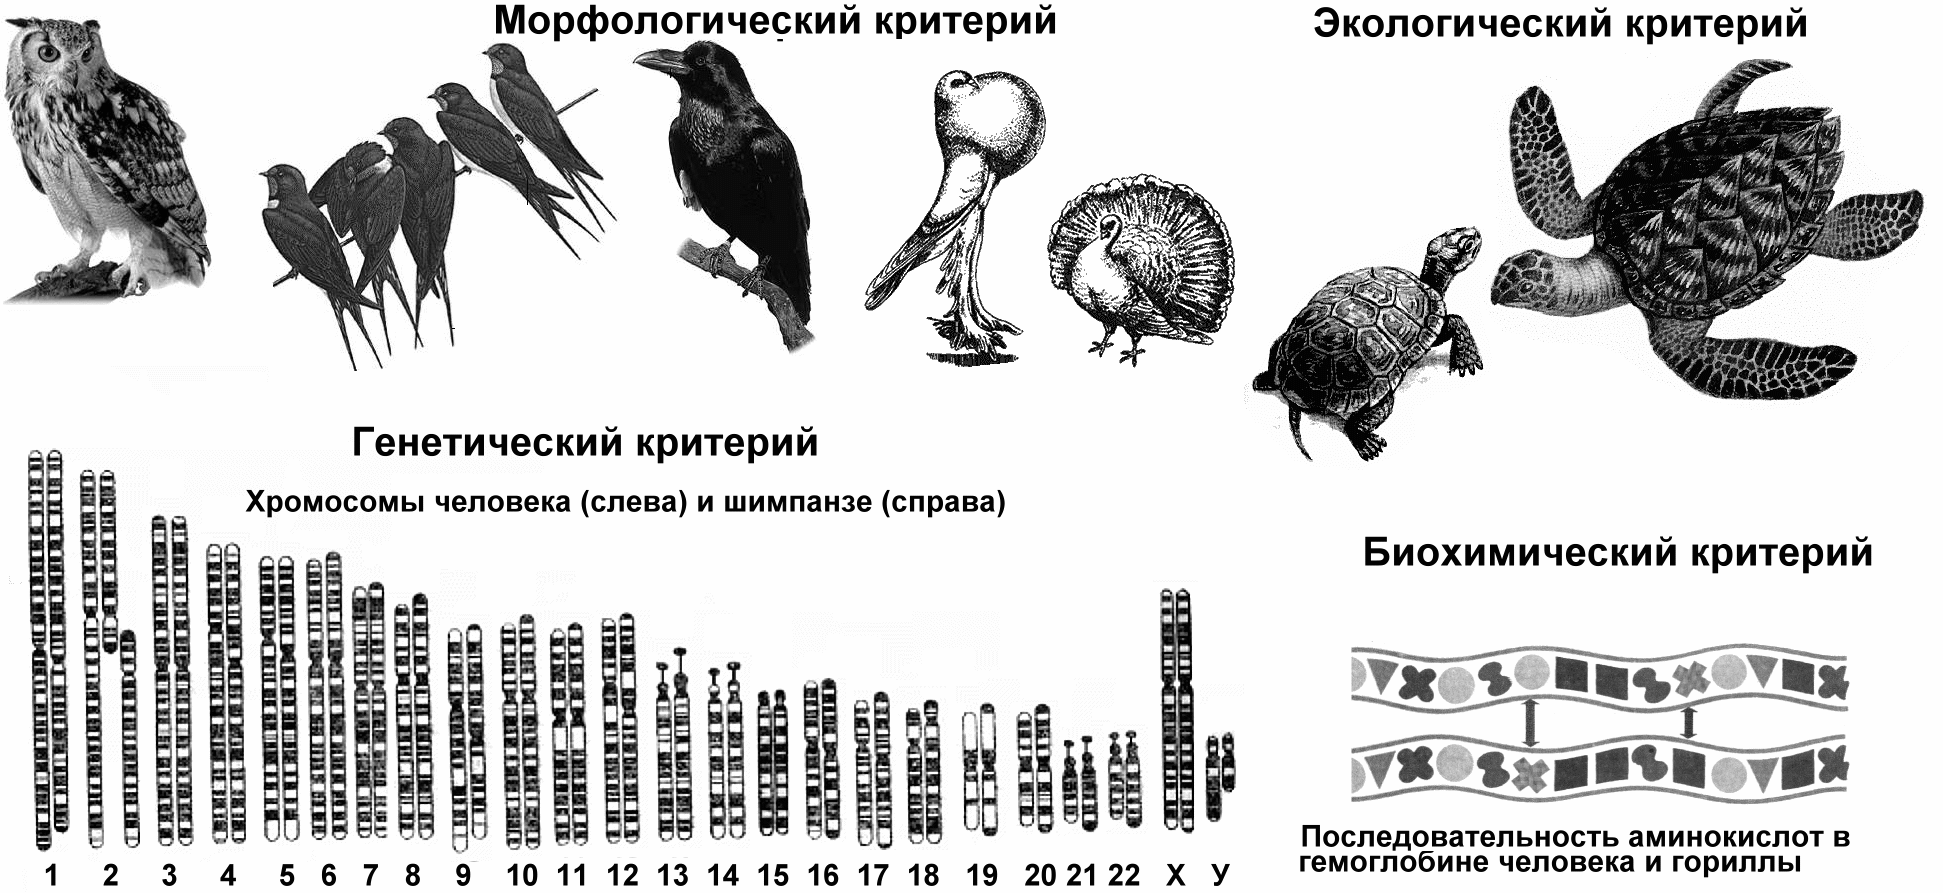 Морфологический критерий
Экологический критерий
Генетический критерий
Хромосомы человека (слева) и шимпанзе (справа)
Биохимический критерий
Последовательность аминокислот в
гемоглобине человека и гориллы
1 2 3 4 5 6 7 8 9 10 11 12 13 14 15 16 17 18 19 20 21 22 Х У